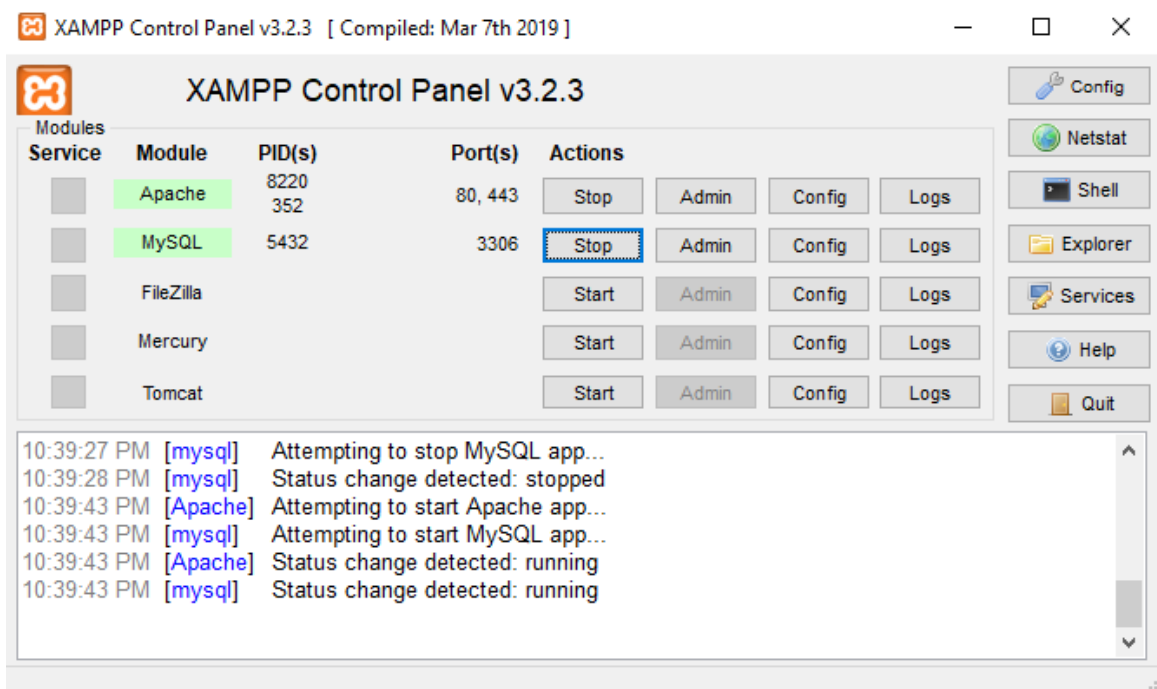 XAMPP Control Panel v3.2.3 [ Compiled: Mar 7th 2019 ]
XAMPP Control Panel v3.2.3
Config
Modules
Netstat
Service Module PID(s) Port(s) Actions
Apache 8220 352 80, 443 Stop Admin Config Logs
Shell
MySQL 5432 3306 Stop Admin Config Logs
Explorer
FileZilla Start Admin Config Logs
Services
Mercury Start Admin Config Logs
Help
Tomcat Start Admin Config Logs
Quit
10:39:27 PM [mysql] Attempting to stop MySQL app...
10:39:28 PM [mysql] Status change detected: stopped
10:39:43 PM [Apache] Attempting to start Apache app...
10:39:43 PM [mysql] Attempting to start MySQL app...
10:39:43 PM [Apache] Status change detected: running
10:39:43 PM [mysql] Status change detected: running